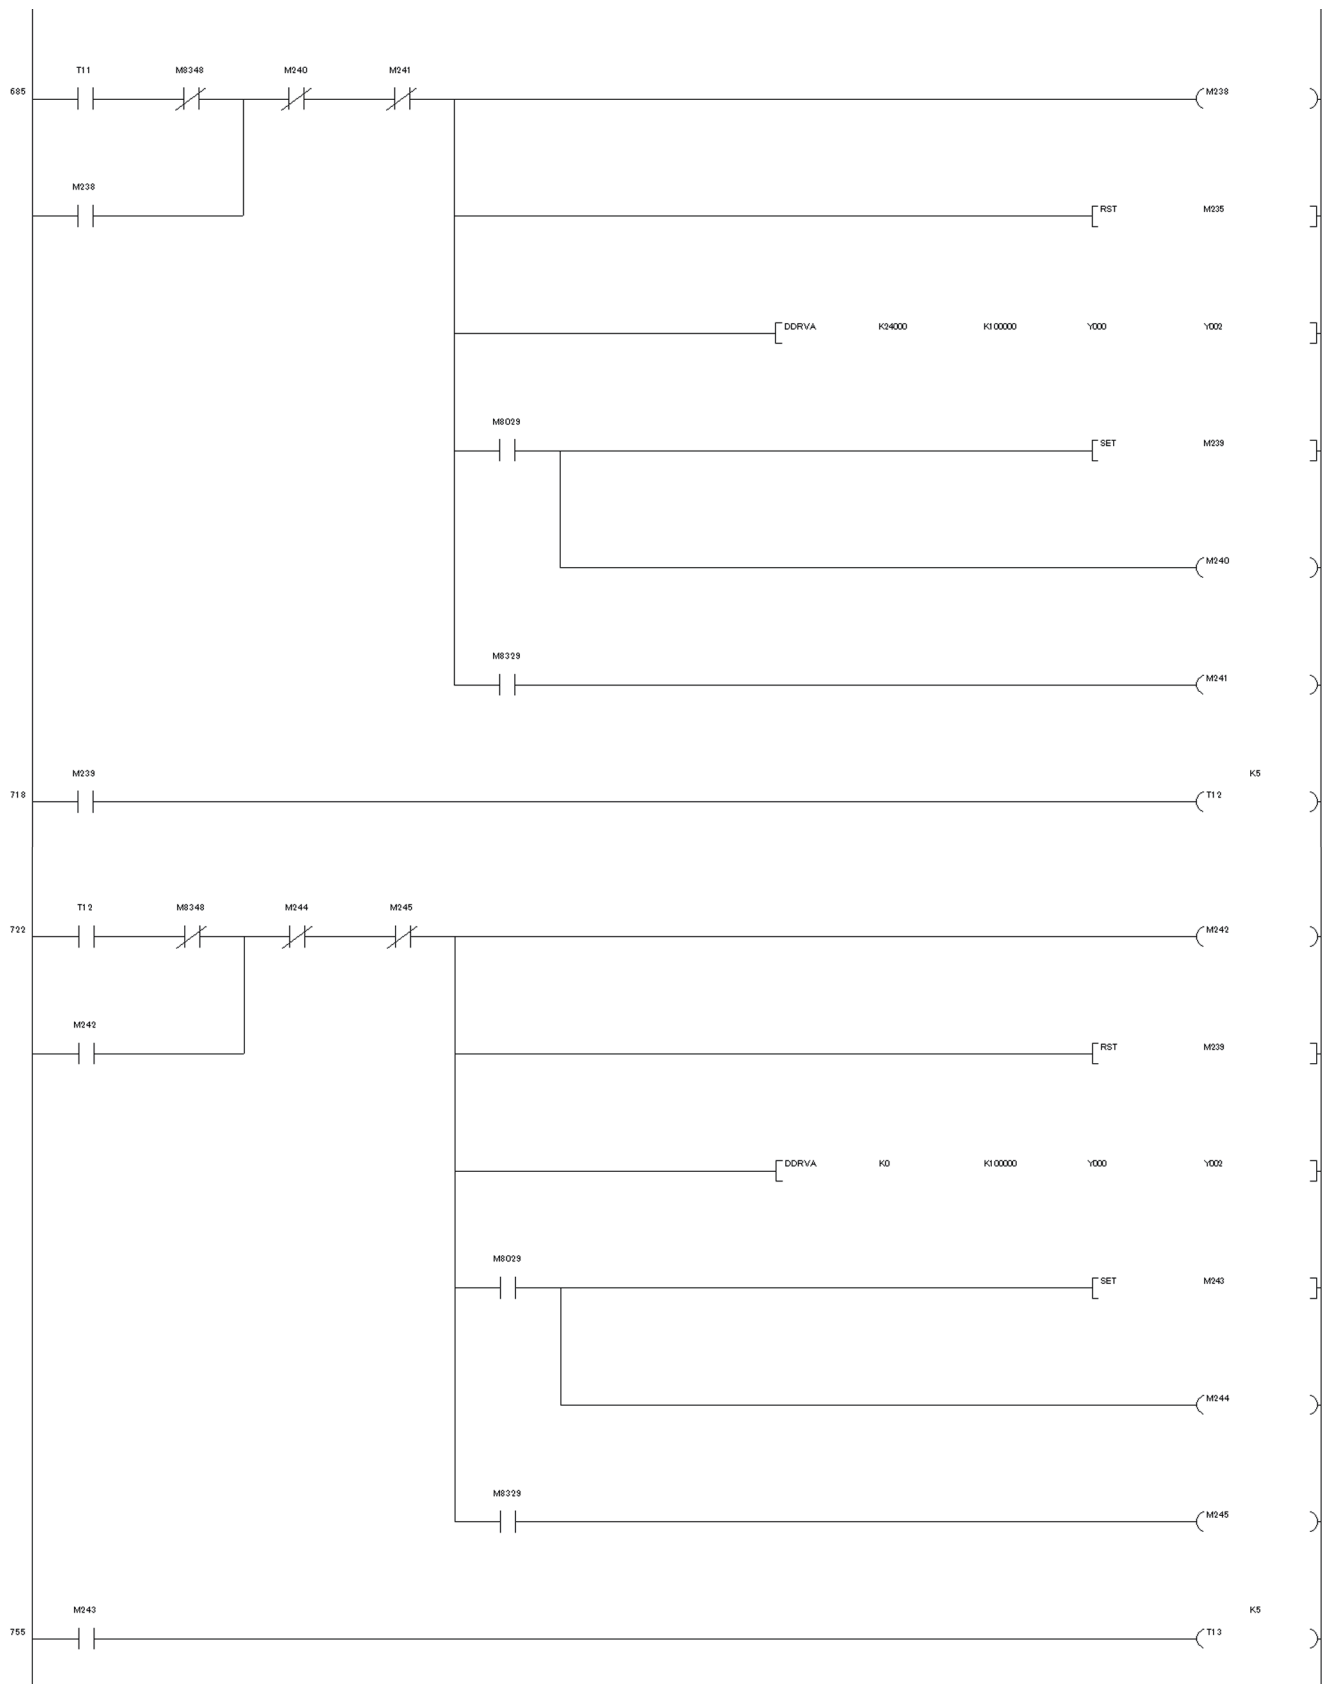 T11 M8348 M240 M241
685 M238
M238
RST M235
DDRVA K24000 K100000 Y000 Y002
M8029
SET M239
M240
M8329
M241
M239 K5
718 T12
T12 M8348 M244 M245
722 M242
M242
RST M239
DDRVA K0 K100000 Y000 Y002
M8029
SET M243
M244
M8329
M245
M243 K5
755 T13